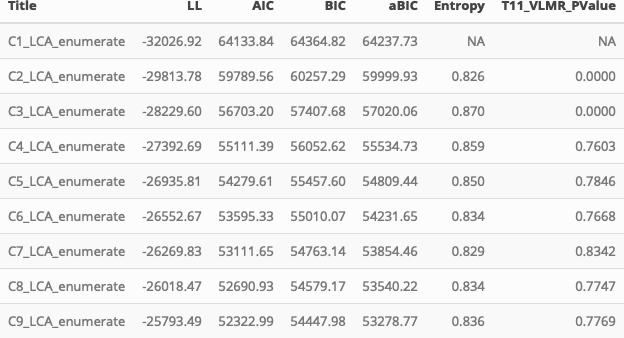 Title LL AIC BIC aBIC Entropy T11_VLMR_PValue
C1_LCA_enumerate -32026.92 64133.84 64364.82 64237.73 NA NA
C2_LCA_enumerate -29813.78 59789.56 60257.29 59999.93 0.826 0.0000
C3_LCA_enumerate -28229.60 56703.20 57407.68 57020.06 0.870 0.0000
C4_LCA_enumerate -27392.69 55111.39 56052.62 55534.73 0.859 0.7603
C5_LCA_enumerate -26935.81 54279.61 55457.60 54809.44 0.850 0.7846
C6_LCA_enumerate -26552.67 53595.33 55010.07 54231.65 0.834 0.7668
C7_LCA_enumerate -26269.83 53111.65 54763.14 53854.46 0.829 0.8342
C8_LCA_enumerate -26018.47 52690.93 54579.17 53540.22 0.834 0.7747
C9_LCA_enumerate -25793.49 52322.99 54447.98 53278.77 0.836 0.7769